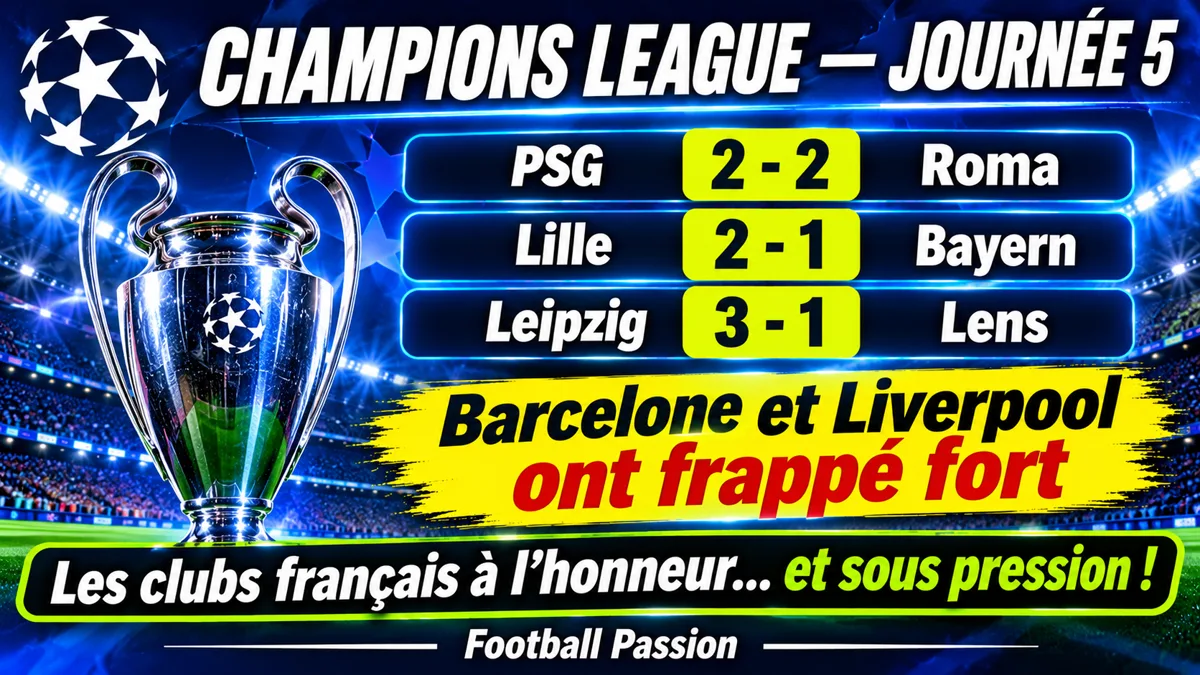 CHAMPIONS LEAGUE — JOURNÉE 5
PSG 2 - 2 Roma
Lille 2 - 1 Bayern
Leipzig 3 - 1 Lens
Barcelone et Liverpool
ont frappé fort
Les clubs français à l'honneur... et sous pression !
Football Passion